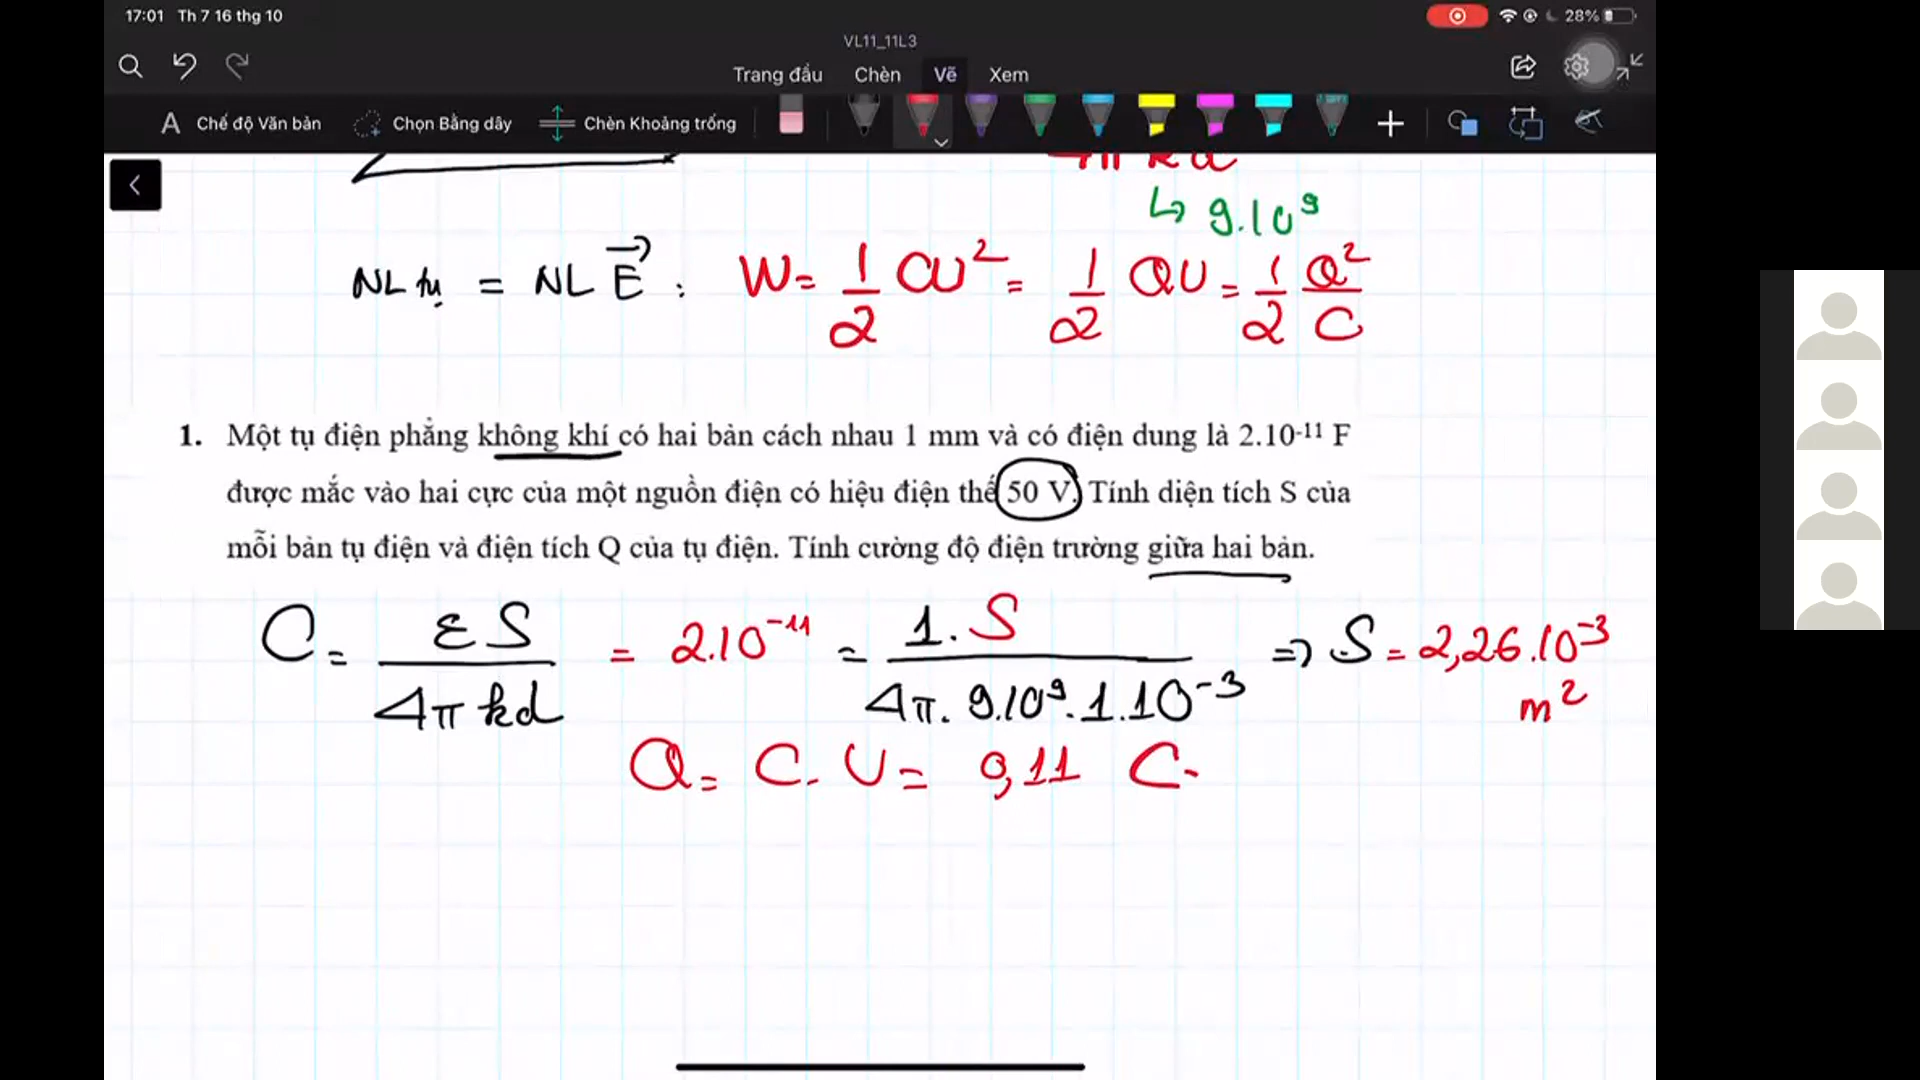 17:01 Th 7 16 thg 10
28%
VL11_11L3
Trang đầu Chèn Vẽ Xem
A Chế độ Văn bản Chọn Bằng dây Chèn Khoảng trống
↳ 9.10⁹
NL tụ = NL E⃗ : W = 1/2 CU² = 1/2 QU = 1/2 Q²/C
1. Một tụ điện phẳng không khí có hai bản cách nhau 1 mm và có điện dung là 2.10⁻¹¹ F
được mắc vào hai cực của một nguồn điện có hiệu điện thế 50 V. Tính diện tích S của
mỗi bản tụ điện và điện tích Q của tụ điện. Tính cường độ điện trường giữa hai bản.
C = εS/4πkd = 2.10⁻¹¹ = 1.S/4π.9.10⁹.1.10⁻³ => S = 2,26.10⁻³
m²
Q = C.U = 0,11 C.